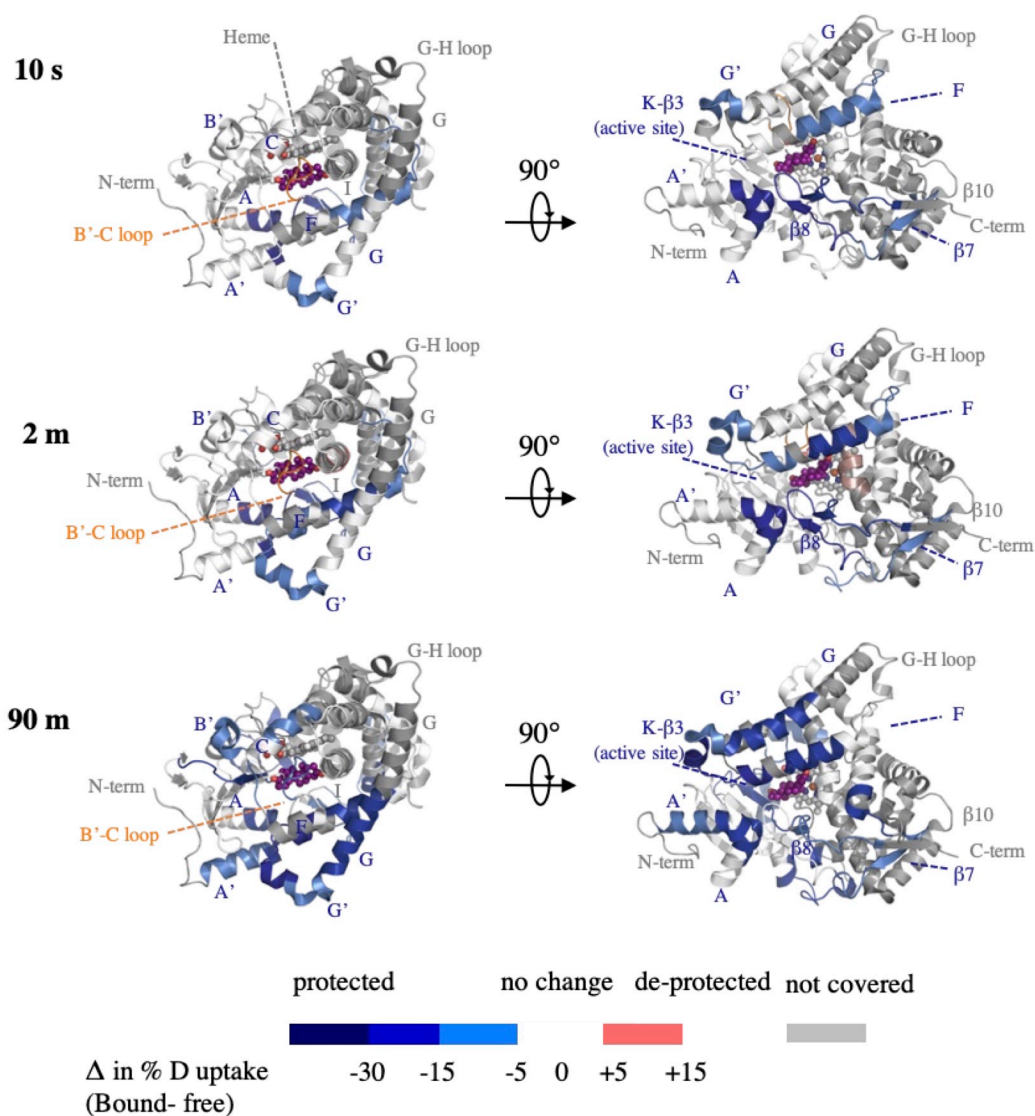 10 s
Heme
G-H loop
B'
C
G
N-term
A
I
B'-C loop
F
G
A'
G'
90°
G
G-H loop
G'
K-β3
(active site)
F
A'
β10
C-term
N-term
β8
β7
A
2 m
G-H loop
B'
C
G
N-term
A
I
B'-C loop
F
G
A'
G'
90°
G
G-H loop
G'
K-β3
(active site)
F
A'
β10
N-term
β8
C-term
β7
A
90 m
G-H loop
B'
C
G
N-term
A
I
B'-C loop
F
G
A'
G'
90°
G
G-H loop
G'
K-β3
(active site)
F
A'
β10
N-term
β8
C-term
β7
A
protected no change de-protected not covered
Δ in % D uptake -30 -15 -5 0 +5 +15
(Bound- free)